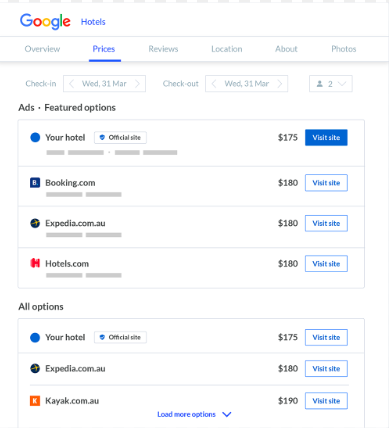 Google Hotels
Overview Prices Reviews Location About Photos
Check-in Wed, 31 Mar Check-out Wed, 31 Mar 2
Ads · Featured options
Your hotel Official site $175 Visit site
B. Booking.com $180 Visit site
Expedia.com.au $180 Visit site
Hotels.com $180 Visit site
All options
Your hotel Official site $175 Visit site
Expedia.com.au $180 Visit site
K Kayak.com.au $190 Visit site
Load more options